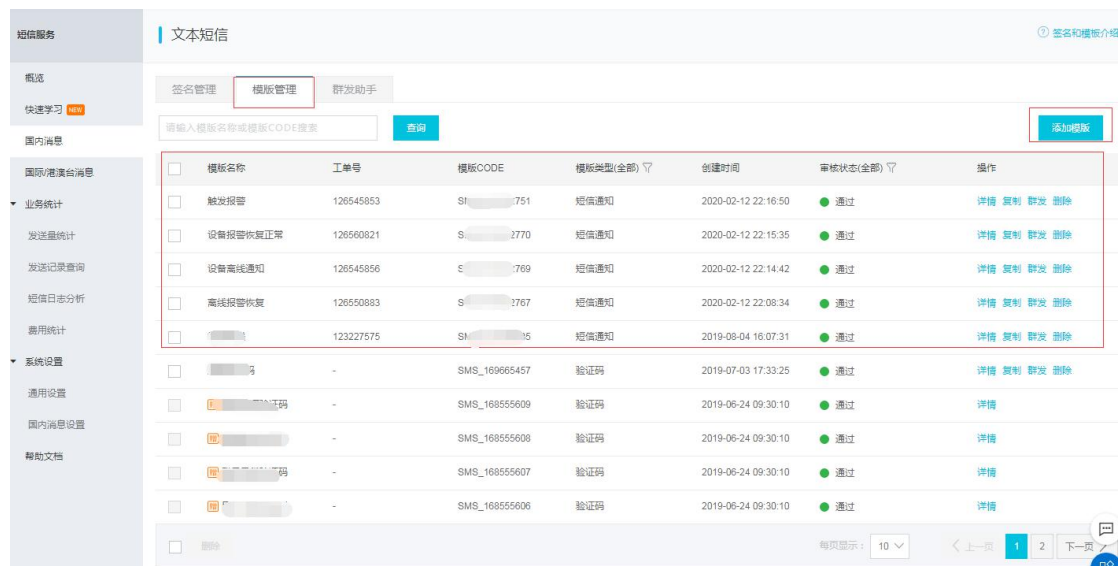 短信服务
文本短信
签名和模板介绍
概览
快速学习 NEW
国内消息
国际/港澳台消息
业务统计
发送量统计
发送记录查询
短信日志分析
费用统计
系统设置
通用设置
国内消息设置
帮助文档
签名管理 模版管理 群发助手
请输入模版名称或模版CODE搜索 查询 添加模版
模版名称 工单号 模版CODE 模版类型(全部) 创建时间 审核状态(全部) 操作
触发报警 126545853 751 短信通知 2020-02-12 22:16:50 通过 详情 复制 群发 删除
设备报警恢复正常 126560821 2770 短信通知 2020-02-12 22:15:35 通过 详情 复制 群发 删除
设备离线通知 126545856 769 短信通知 2020-02-12 22:14:42 通过 详情 复制 群发 删除
离线报警恢复 126550883 2767 短信通知 2020-02-12 22:08:34 通过 详情 复制 群发 删除
123227575 短信通知 2019-08-04 16:07:31 通过 详情 复制 群发 删除
- SMS_169665457 验证码 2019-07-03 17:33:25 通过 详情 复制 群发 删除
证码 - SMS_168555609 验证码 2019-06-24 09:30:10 通过 详情
- SMS_168555608 验证码 2019-06-24 09:30:10 通过 详情
码 - SMS_168555607 验证码 2019-06-24 09:30:10 通过 详情
- SMS_168555606 验证码 2019-06-24 09:30:10 通过 详情
删除 每页显示： 10 上一页 1 2 下一页